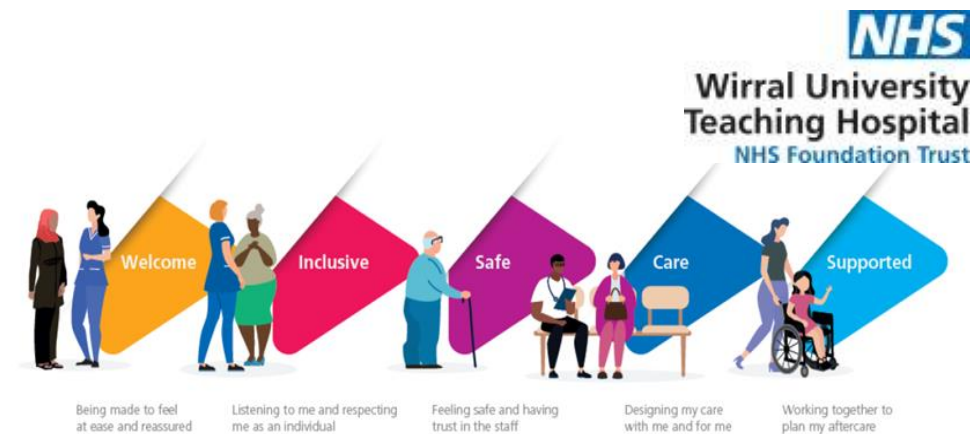 NHS
Wirral University
Teaching Hospital
NHS Foundation Trust
Welcome
Inclusive
Safe
Care
Supported
Being made to feel
at ease and reassured
Listening to me and respecting
me as an individual
Feeling safe and having
trust in the staff
Designing my care
with me and for me
Working together to
plan my aftercare